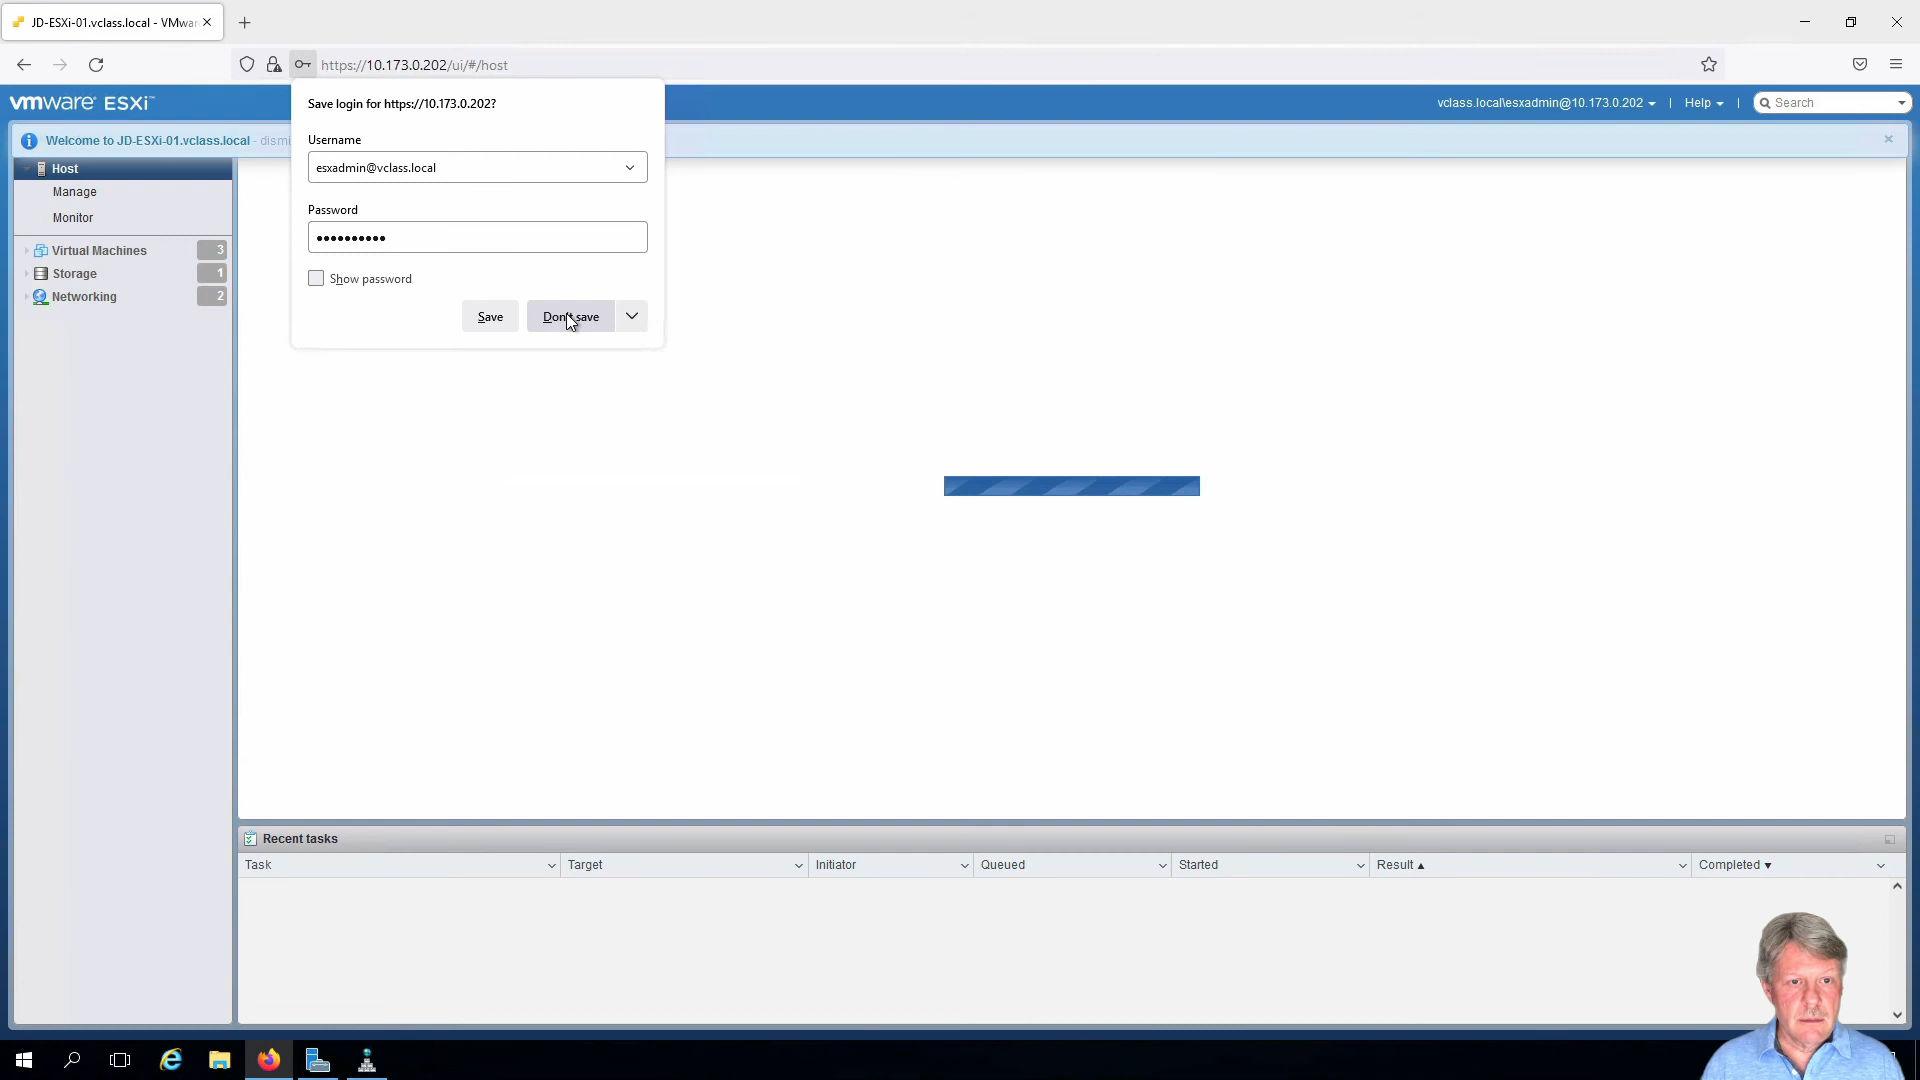 JD-ESXi-01.vclass.local - VMwar
https://10.173.0.202/ui/#/host
vmware ESXi™
vclass.local\esxadmin@10.173.0.202 | Help | Search
Welcome to JD-ESXi-01.vclass.local - dismi
Save login for https://10.173.0.202?
Username
esxadmin@vclass.local
Password
••••••••••
Show password
Save Don't save
Host
Manage
Monitor
Virtual Machines 3
Storage 1
Networking 2
Recent tasks
Task Target Initiator Queued Started Result Completed